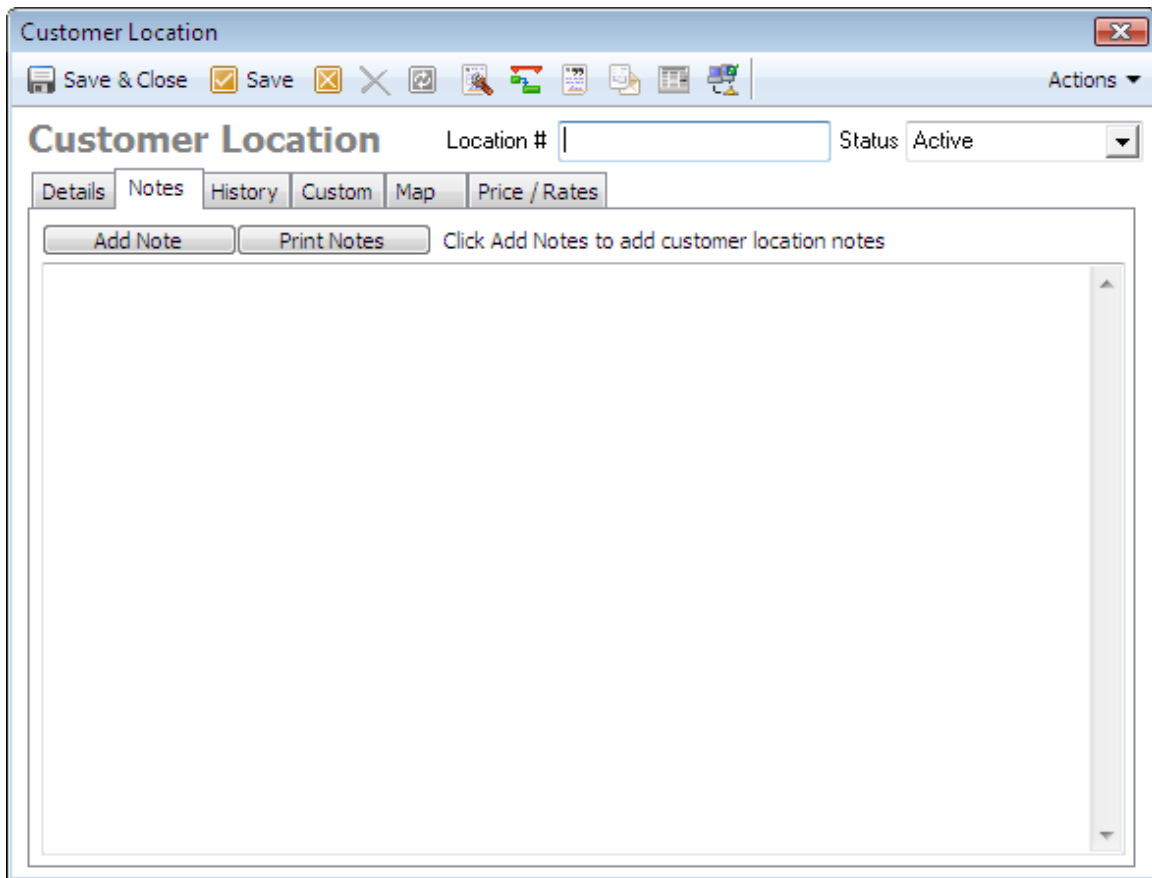 Customer Location
Save & Close Save Actions
Customer Location Location # Status Active
Details Notes History Custom Map Price / Rates
Add Note Print Notes Click Add Notes to add customer location notes